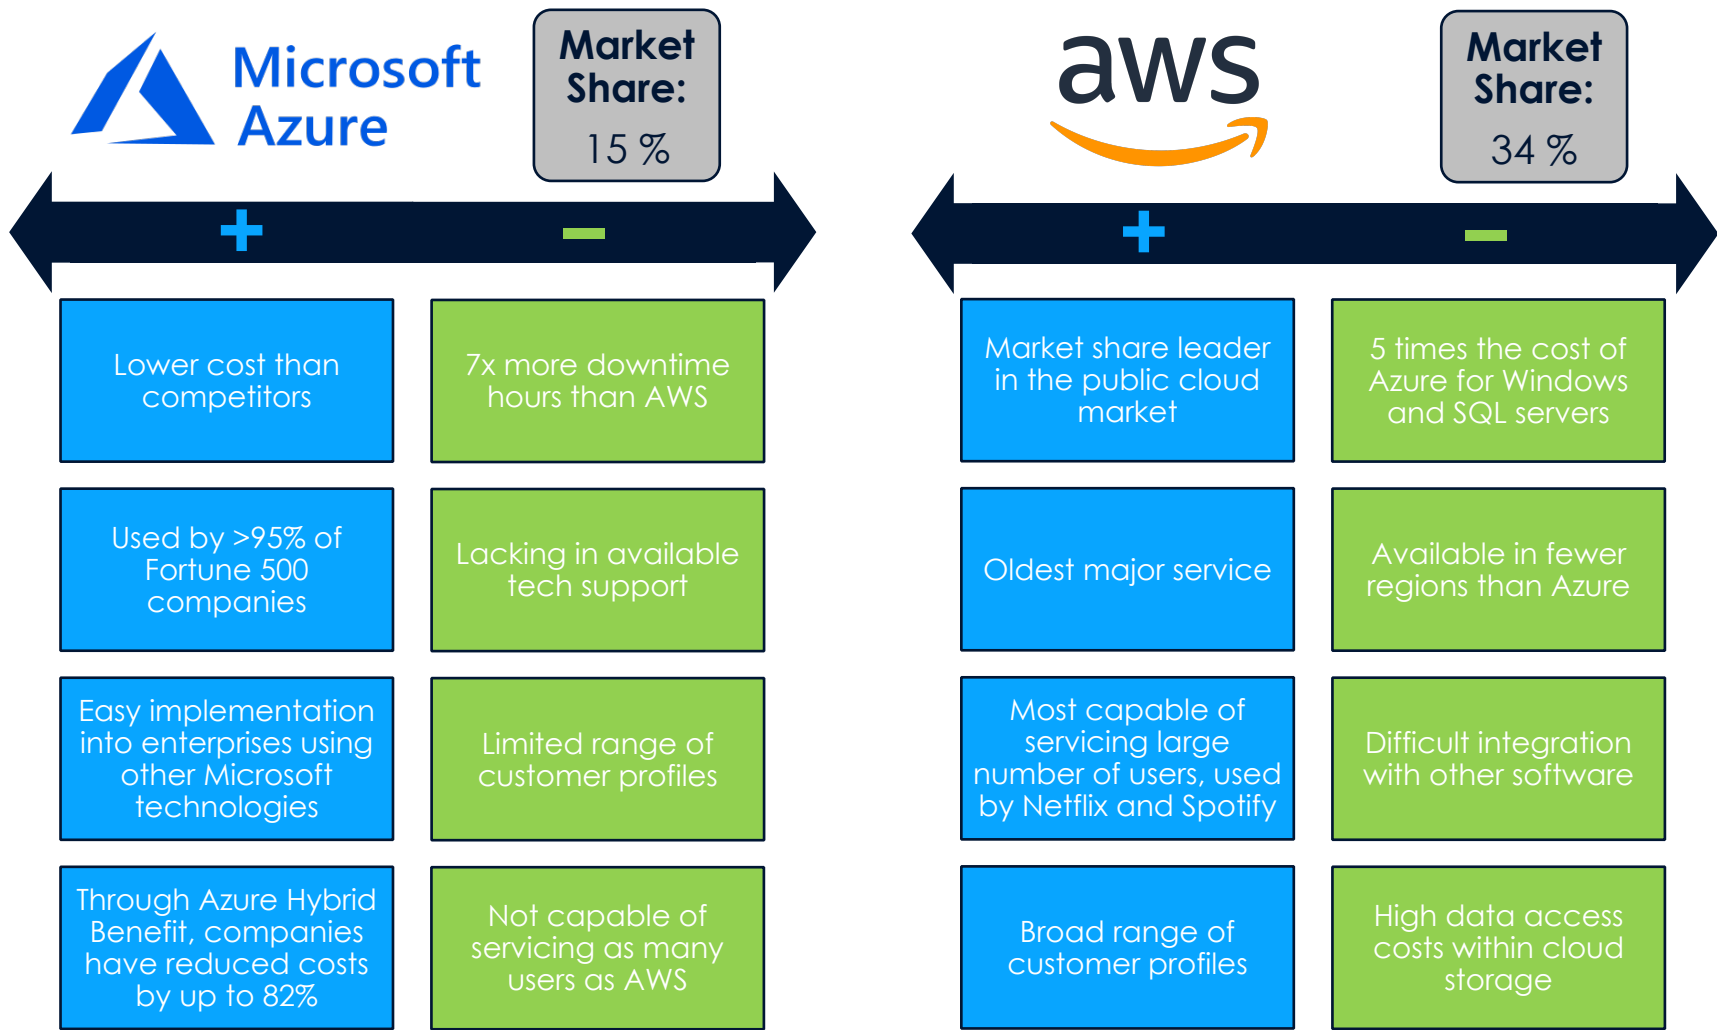 Microsoft
Azure
Market
Share:
15 %
+
–
Lower cost than
competitors
7x more downtime
hours than AWS
Used by >95% of
Fortune 500
companies
Lacking in available
tech support
Easy implementation
into enterprises using
other Microsoft
technologies
Limited range of
customer profiles
Through Azure Hybrid
Benefit, companies
have reduced costs
by up to 82%
Not capable of
servicing as many
users as AWS
aws
Market
Share:
34 %
+
–
Market share leader
in the public cloud
market
5 times the cost of
Azure for Windows
and SQL servers
Oldest major service
Available in fewer
regions than Azure
Most capable of
servicing large
number of users, used
by Netflix and Spotify
Difficult integration
with other software
Broad range of
customer profiles
High data access
costs within cloud
storage